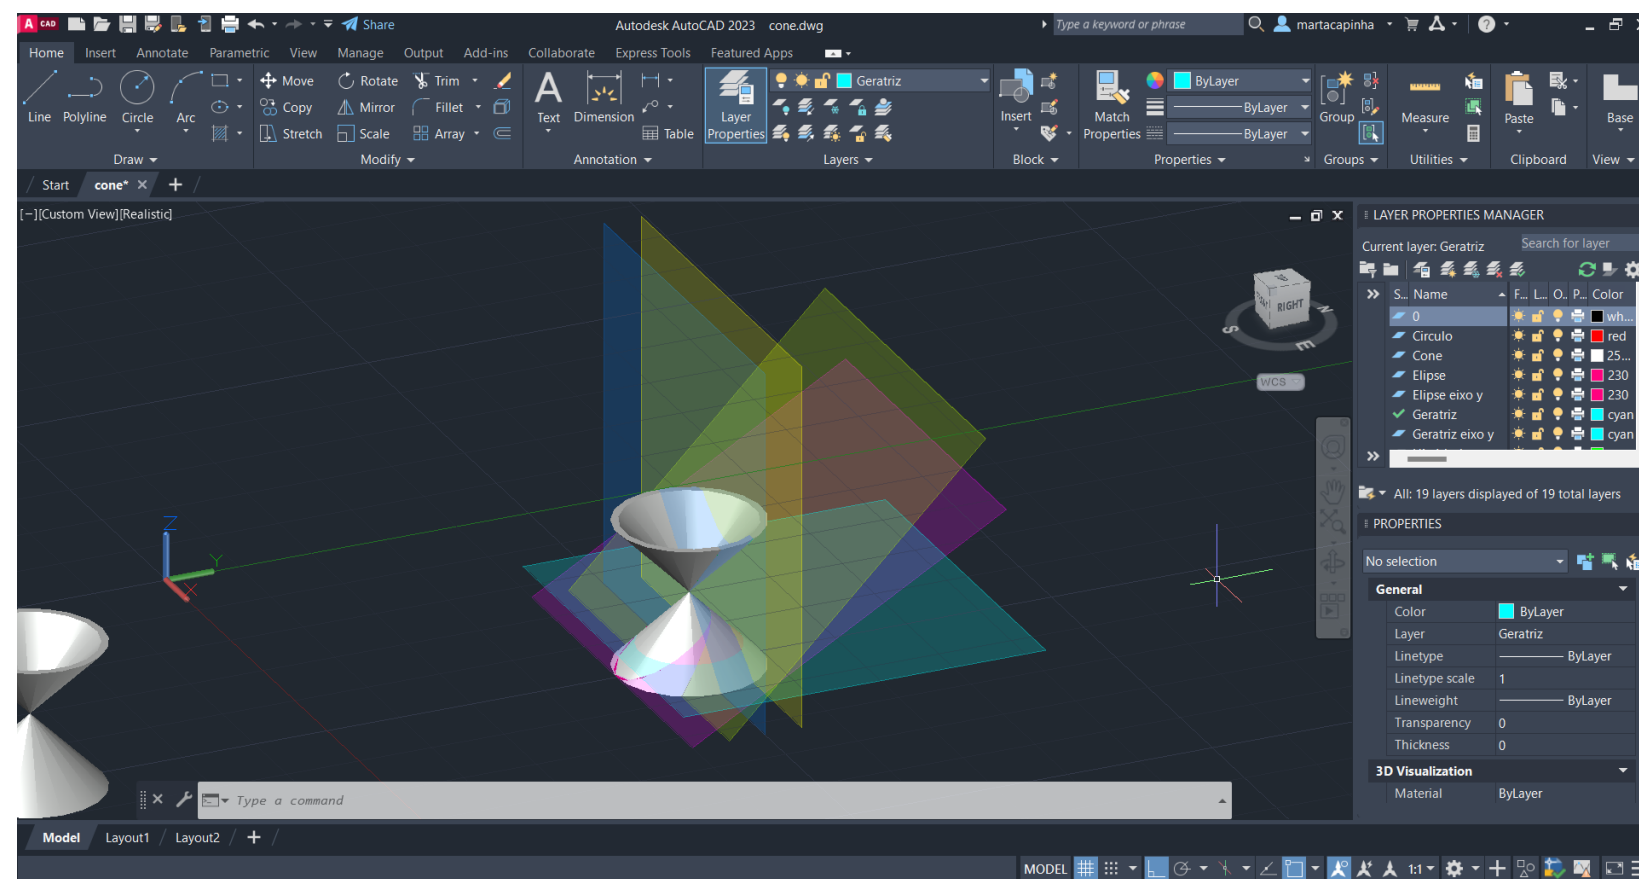 A CAD Share Autodesk AutoCAD 2023 cone.dwg Type a keyword or phrase martacapinha
Home Insert Annotate Parametric View Manage Output Add-ins Collaborate Express Tools Featured Apps
Move Rotate Trim Geratriz ByLayer
Copy Mirror Fillet ByLayer
Line Polyline Circle Arc Text Dimension Layer Insert Match Group Measure Paste Base
Stretch Scale Array Table Properties Properties ByLayer
Draw Modify Annotation Layers Block Properties Groups Utilities Clipboard View
Start cone* +
[−][Custom View][Realistic]
LAYER PROPERTIES MANAGER
Current layer: Geratriz Search for layer
S.. Name F... L... O.. P... Color
0 wh...
Circulo red
Cone 25...
Elipse 230
Elipse eixo y 230
Geratriz cyan
Geratriz eixo y cyan
All: 19 layers displayed of 19 total layers
PROPERTIES
No selection
General
Color ByLayer
Layer Geratriz
Linetype ByLayer
Linetype scale 1
Lineweight ByLayer
Transparency 0
Thickness 0
3D Visualization
Material ByLayer
RIGHT
N
S
E
WCS
Z
Y
X
Type a command
Model Layout1 Layout2 +
MODEL 1:1